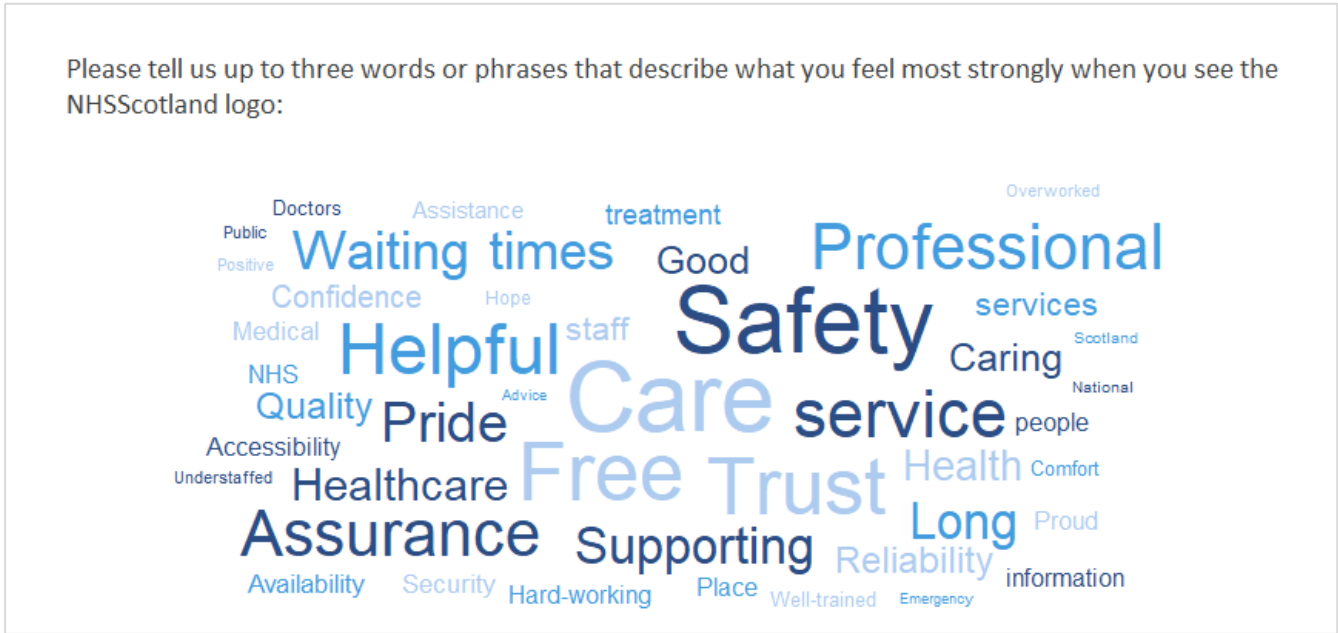 Please tell us up to three words or phrases that describe what you feel most strongly when you see the
NHSScotland logo:
Overworked
Doctors Assistance treatment
Public Waiting times Good Professional
Positive
Confidence Hope Safety services
Medical Helpful staff Caring Scotland
NHS Advice Care National
Quality Pride service people
Accessibility
Understaffed Healthcare Free Trust Health Comfort
Assurance Supporting Long Proud
Reliability information
Availability Security Hard-working Place Well-trained Emergency